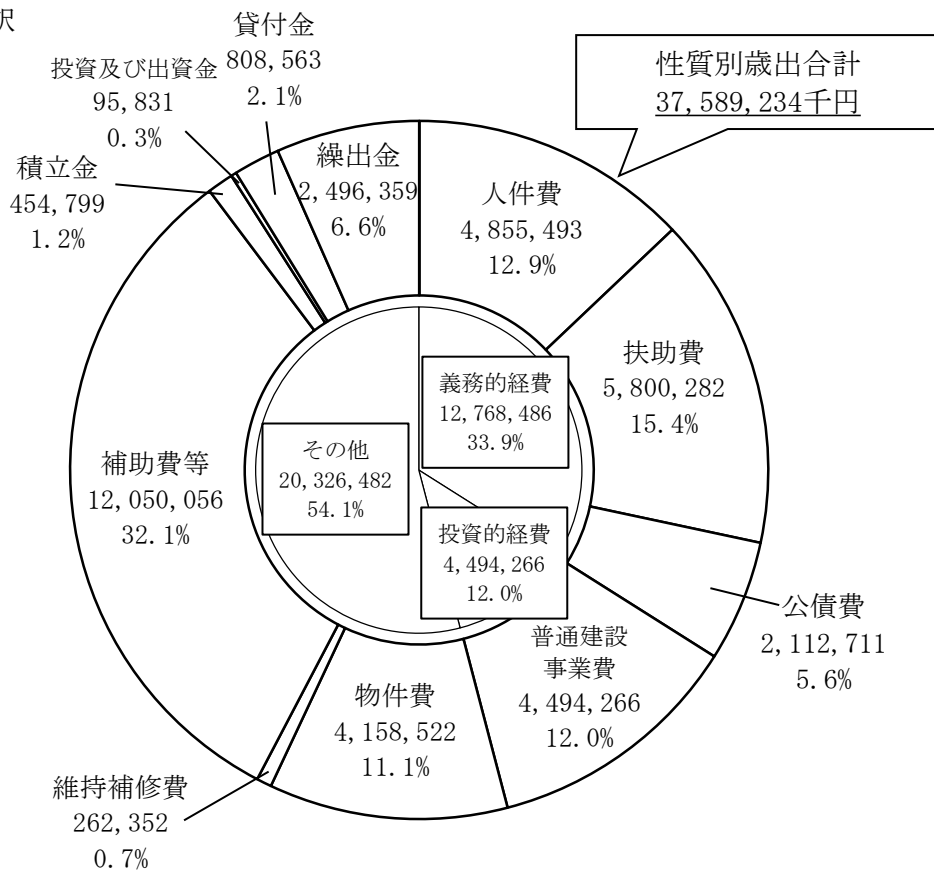 訳
貸付金
808,563
2.1%
投資及び出資金
95,831
0.3%
積立金
454,799
1.2%
繰出金
2,496,359
6.6%
性質別歳出合計
37,589,234千円
人件費
4,855,493
12.9%
扶助費
5,800,282
15.4%
義務的経費
12,768,486
33.9%
その他
20,326,482
54.1%
補助費等
12,050,056
32.1%
投資的経費
4,494,266
12.0%
公債費
2,112,711
5.6%
普通建設
事業費
4,494,266
12.0%
物件費
4,158,522
11.1%
維持補修費
262,352
0.7%